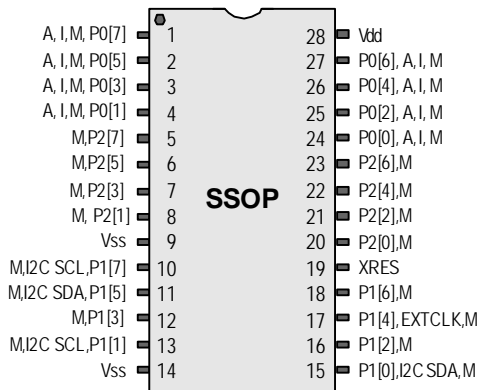 A, I, M, P0[7] 1 28 Vdd
A, I, M, P0[5] 2 27 P0[6], A, I, M
A, I, M, P0[3] 3 26 P0[4], A, I, M
A, I, M, P0[1] 4 25 P0[2], A, I, M
M,P2[7] 5 24 P0[0], A, I, M
M,P2[5] 6 23 P2[6],M
M,P2[3] 7 SSOP 22 P2[4],M
M, P2[1] 8 21 P2[2],M
Vss 9 20 P2[0],M
M,I2C SCL,P1[7] 10 19 XRES
M,I2C SDA,P1[5] 11 18 P1[6],M
M,P1[3] 12 17 P1[4],EXTCLK,M
M,I2C SCL,P1[1] 13 16 P1[2],M
Vss 14 15 P1[0],I2C SDA,M